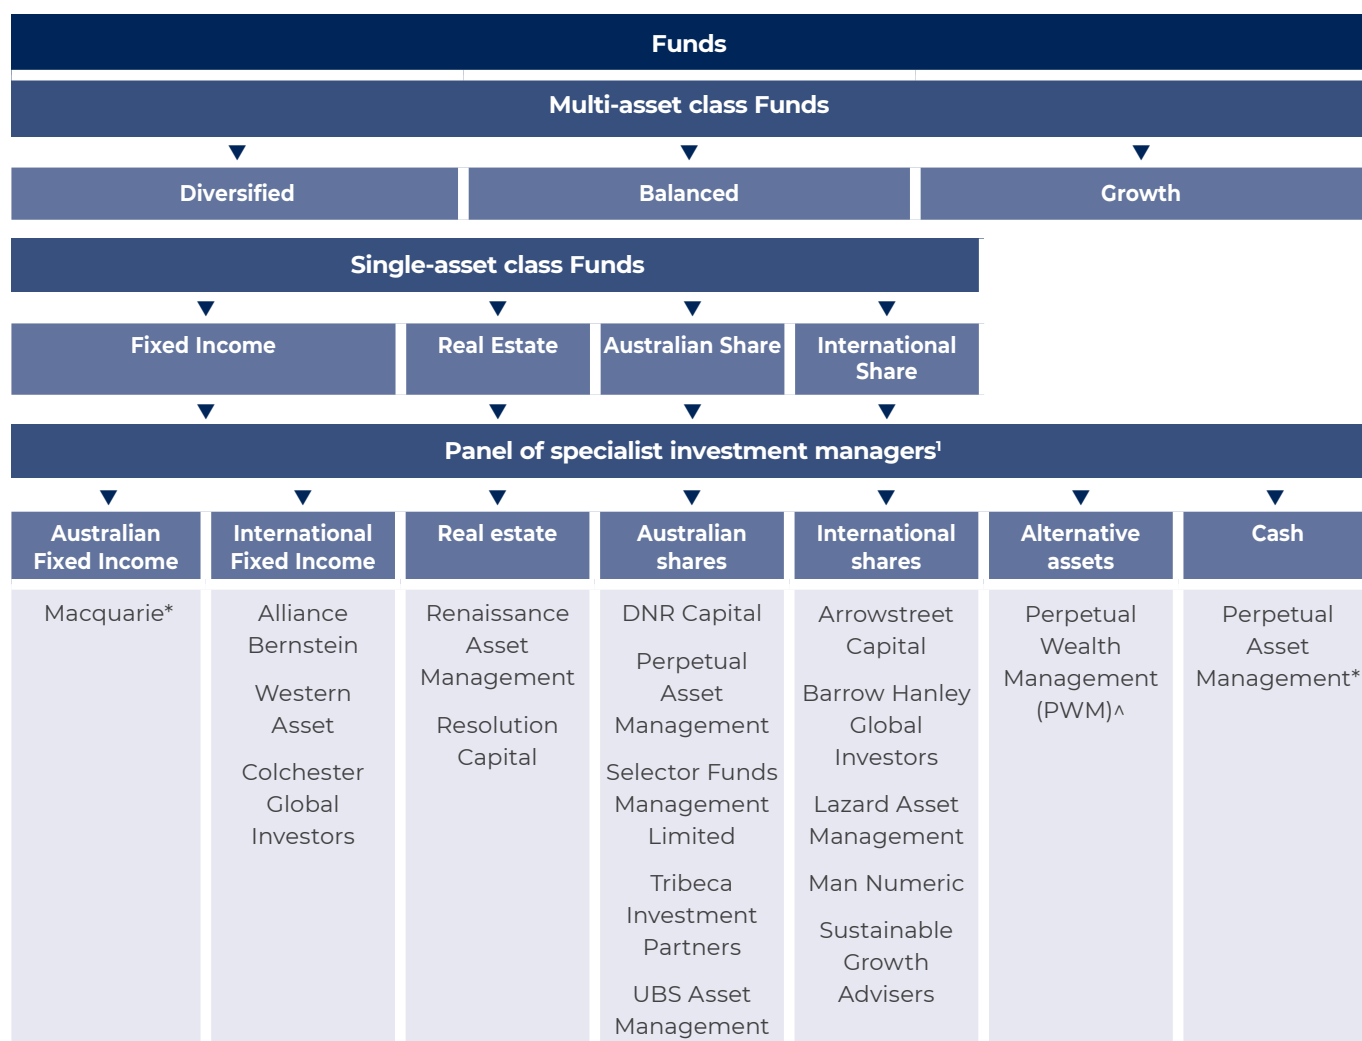 Funds
Multi-asset class Funds
Diversified
Balanced
Growth
Single-asset class Funds
Fixed Income
Real Estate
Australian Share
International
Share
Panel of specialist investment managers¹
Australian
Fixed Income
International
Fixed Income
Real estate
Australian
shares
International
shares
Alternative
assets
Cash
Macquarie*
Alliance
Bernstein
Western
Asset
Colchester
Global
Investors
Renaissance
Asset
Management
Resolution
Capital
DNR Capital
Perpetual
Asset
Management
Selector Funds
Management
Limited
Tribeca
Investment
Partners
UBS Asset
Management
Arrowstreet
Capital
Barrow Hanley
Global
Investors
Lazard Asset
Management
Man Numeric
Sustainable
Growth
Advisers
Perpetual
Wealth
Management
(PWM)^
Perpetual
Asset
Management*